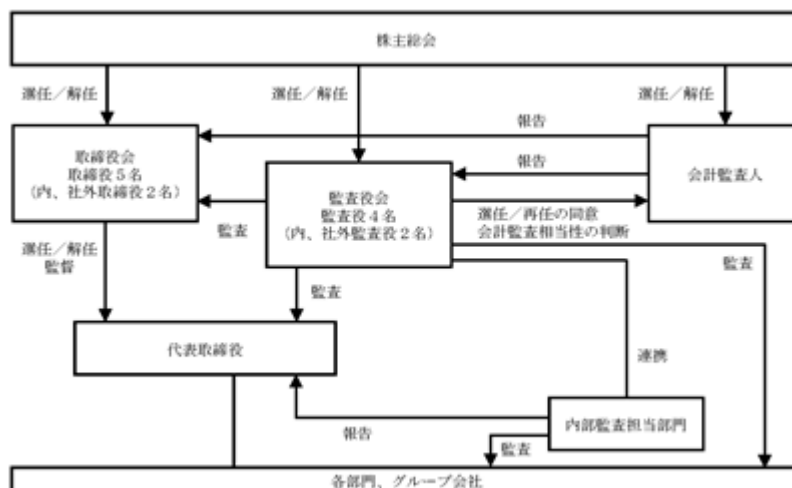 株主総会
選任／解任
選任／解任
選任／解任
報告
取締役会
取締役５名
（内、社外取締役２名）
報告
会計監査人
監査役会
監査役４名
（内、社外監査役２名）
監査
選任／再任の同意
会計監査相当性の判断
選任／解任
監督
監査
監査
代表取締役
連携
報告
内部監査担当部門
監査
各部門、グループ会社